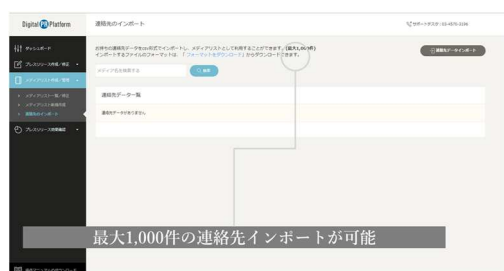 Digital PR Platform
連絡先のインポート
サポートデスク : 03-4570-3199
ダッシュボード
プレスリリース作成/修正
メディアリスト作成/管理
メディアリスト一覧/修正
メディアリスト新規作成
連絡先のインポート
プレスリリース効果確認
お持ちの連絡先データをcsv形式でインポートし、メディアリストとして利用することができます。(最大1,000件)
インポートするファイルのフォーマットは、「フォーマットをダウンロード」からダウンロードできます。
連絡先データインポート
メディア名を検索する
検索
連絡先データ一覧
連絡先データがありません。
最大1,000件の連絡先インポートが可能